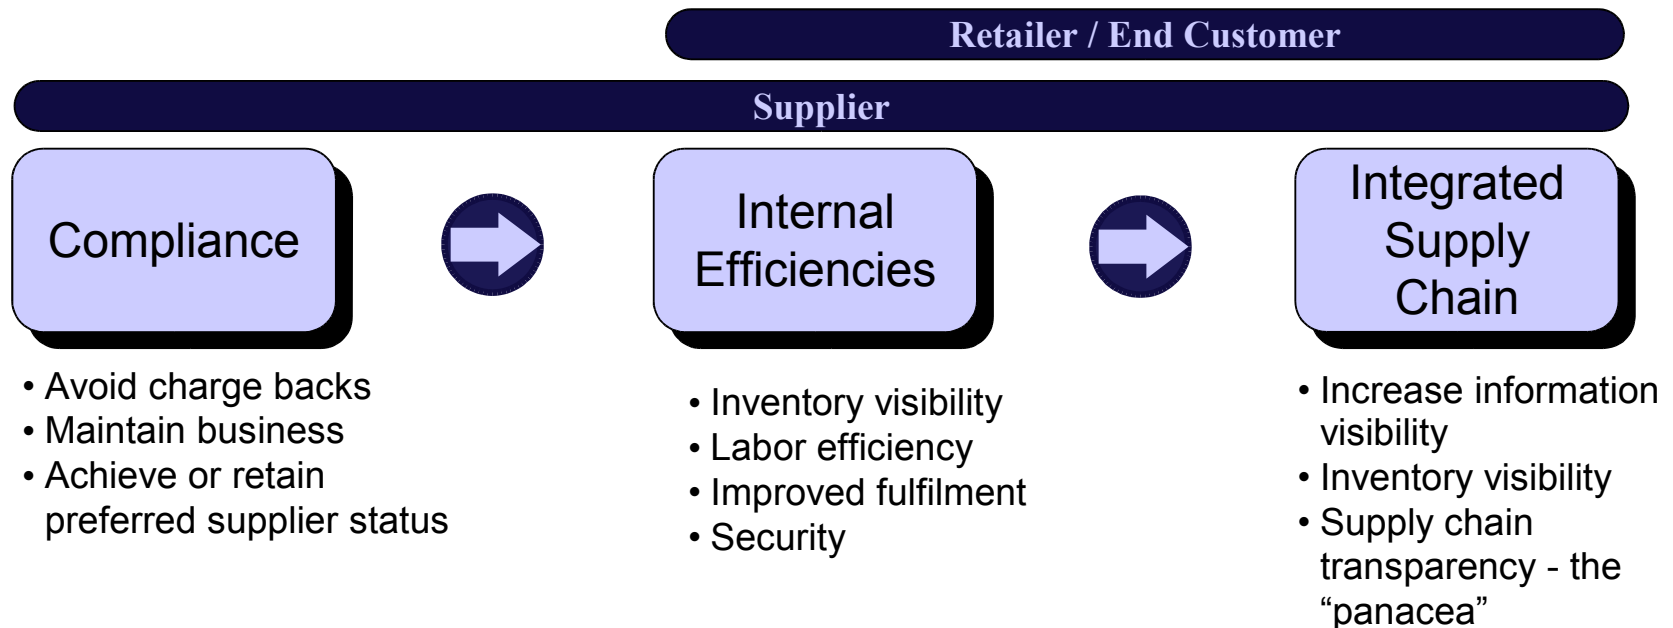 Retailer / End Customer
Supplier
Compliance
• Avoid charge backs
• Maintain business
• Achieve or retain
preferred supplier status
Internal
Efficiencies
• Inventory visibility
• Labor efficiency
• Improved fulfilment
• Security
Integrated
Supply
Chain
• Increase information
visibility
• Inventory visibility
• Supply chain
transparency - the
“panacea”